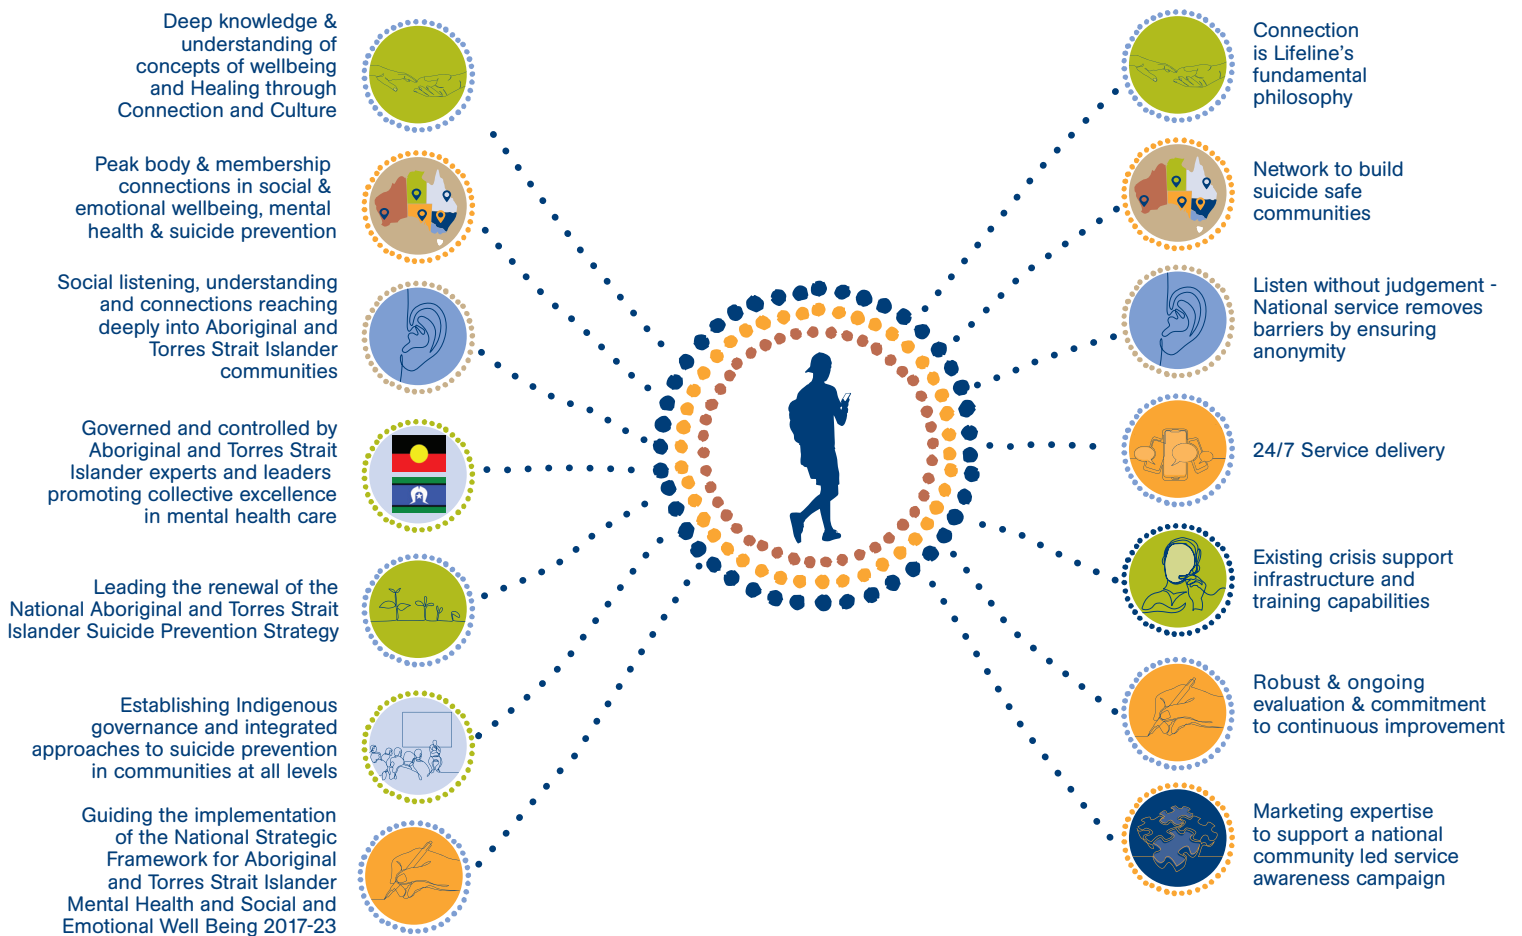 Deep knowledge &
understanding of
concepts of wellbeing
and Healing through
Connection and Culture
Peak body & membership
connections in social &
emotional wellbeing, mental
health & suicide prevention
Social listening, understanding
and connections reaching
deeply into Aboriginal and
Torres Strait Islander
communities
Governed and controlled by
Aboriginal and Torres Strait
Islander experts and leaders
promoting collective excellence
in mental health care
Leading the renewal of the
National Aboriginal and Torres Strait
Islander Suicide Prevention Strategy
Establishing Indigenous
governance and integrated
approaches to suicide prevention
in communities at all levels
Guiding the implementation
of the National Strategic
Framework for Aboriginal
and Torres Strait Islander
Mental Health and Social and
Emotional Well Being 2017-23
Connection
is Lifeline’s
fundamental
philosophy
Network to build
suicide safe
communities
Listen without judgement -
National service removes
barriers by ensuring
anonymity
24/7 Service delivery
Existing crisis support
infrastructure and
training capabilities
Robust & ongoing
evaluation & commitment
to continuous improvement
Marketing expertise
to support a national
community led service
awareness campaign